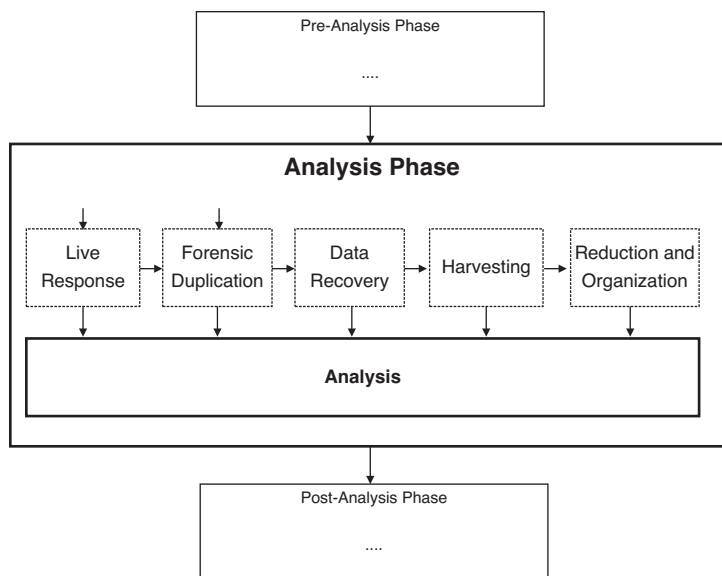 Pre-Analysis Phase
....
Analysis Phase
Live
Response
Forensic
Duplication
Data
Recovery
Harvesting
Reduction and
Organization
Analysis
Post-Analysis Phase
....